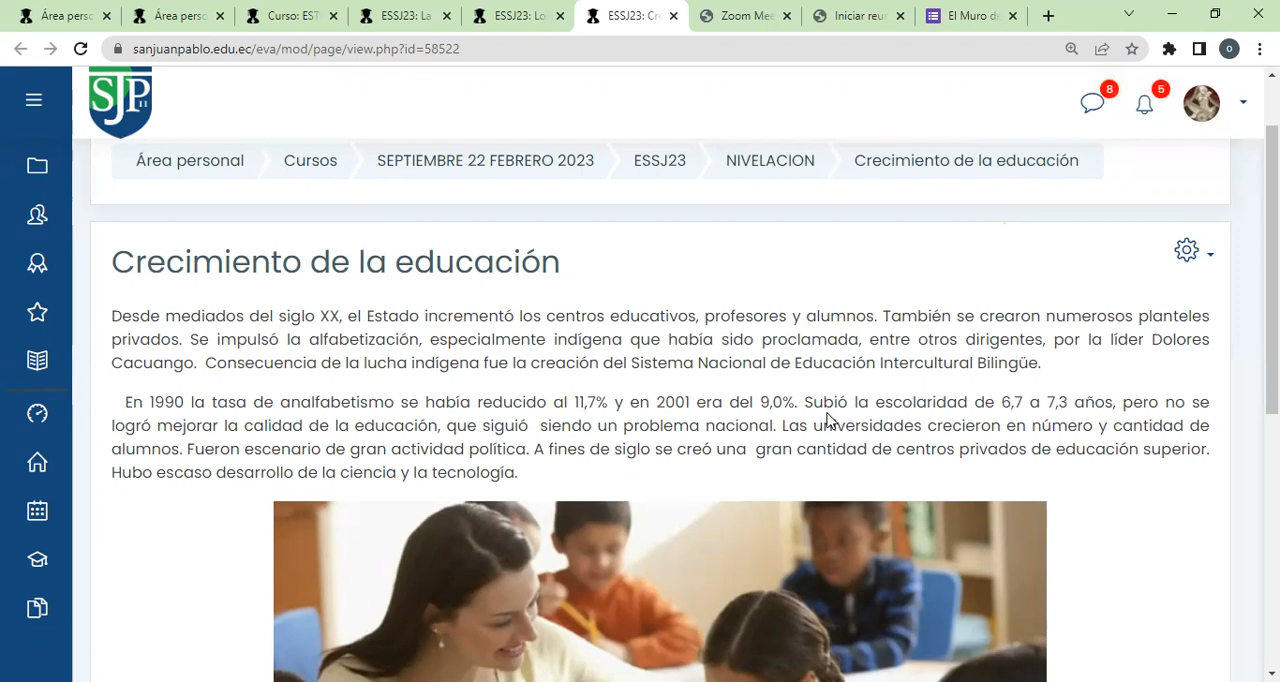 Área perso
Área perso
Curso: EST
ESSJ23: La
ESSJ23: Lo
ESSJ23: Cr
Zoom Mee
Iniciar reu
El Muro de
sanjuanpablo.edu.ec/eva/mod/page/view.php?id=58522
O
SJP II
8
5
Área personal
Cursos
SEPTIEMBRE 22 FEBRERO 2023
ESSJ23
NIVELACION
Crecimiento de la educación
Crecimiento de la educación
Desde mediados del siglo XX, el Estado incrementó los centros educativos, profesores y alumnos. También se crearon numerosos planteles
privados. Se impulsó la alfabetización, especialmente indígena que había sido proclamada, entre otros dirigentes, por la líder Dolores
Cacuango. Consecuencia de la lucha indígena fue la creación del Sistema Nacional de Educación Intercultural Bilingüe.
En 1990 la tasa de analfabetismo se había reducido al 11,7% y en 2001 era del 9,0%. Subió la escolaridad de 6,7 a 7,3 años, pero no se
logró mejorar la calidad de la educación, que siguió siendo un problema nacional. Las universidades crecieron en número y cantidad de
alumnos. Fueron escenario de gran actividad política. A fines de siglo se creó una gran cantidad de centros privados de educación superior.
Hubo escaso desarrollo de la ciencia y la tecnología.